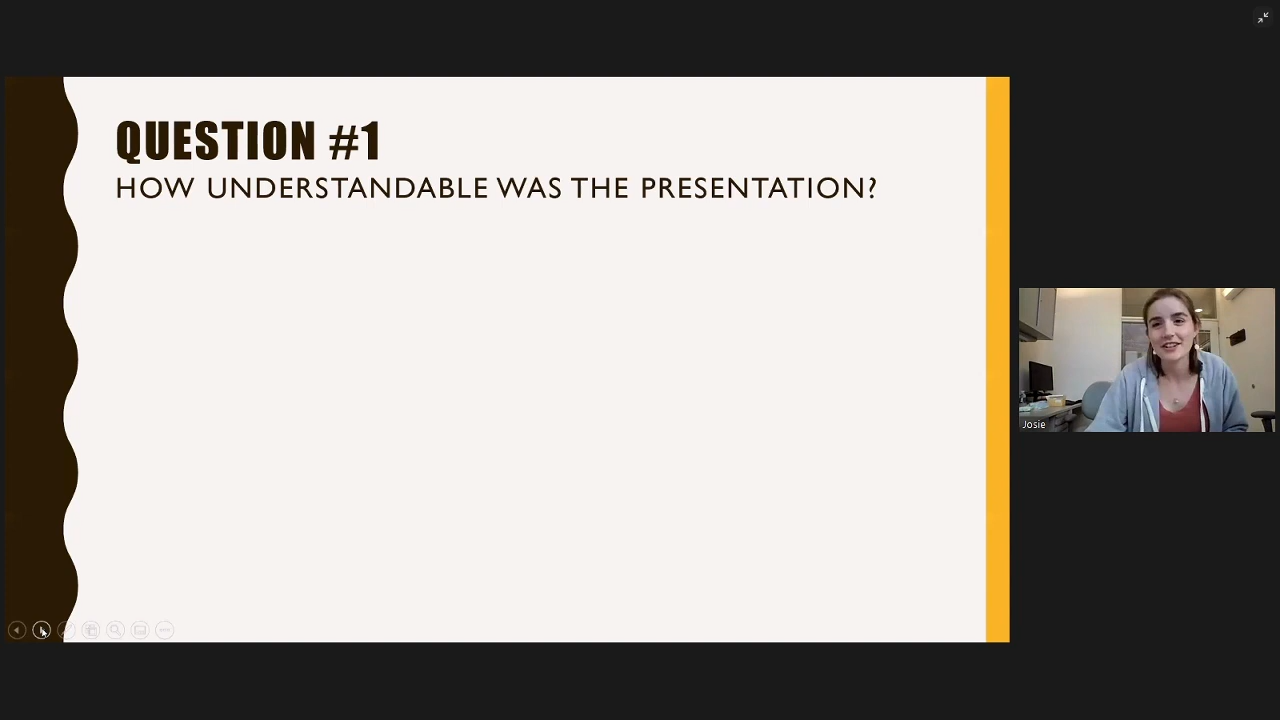 QUESTION #1
HOW UNDERSTANDABLE WAS THE PRESENTATION?
Josie